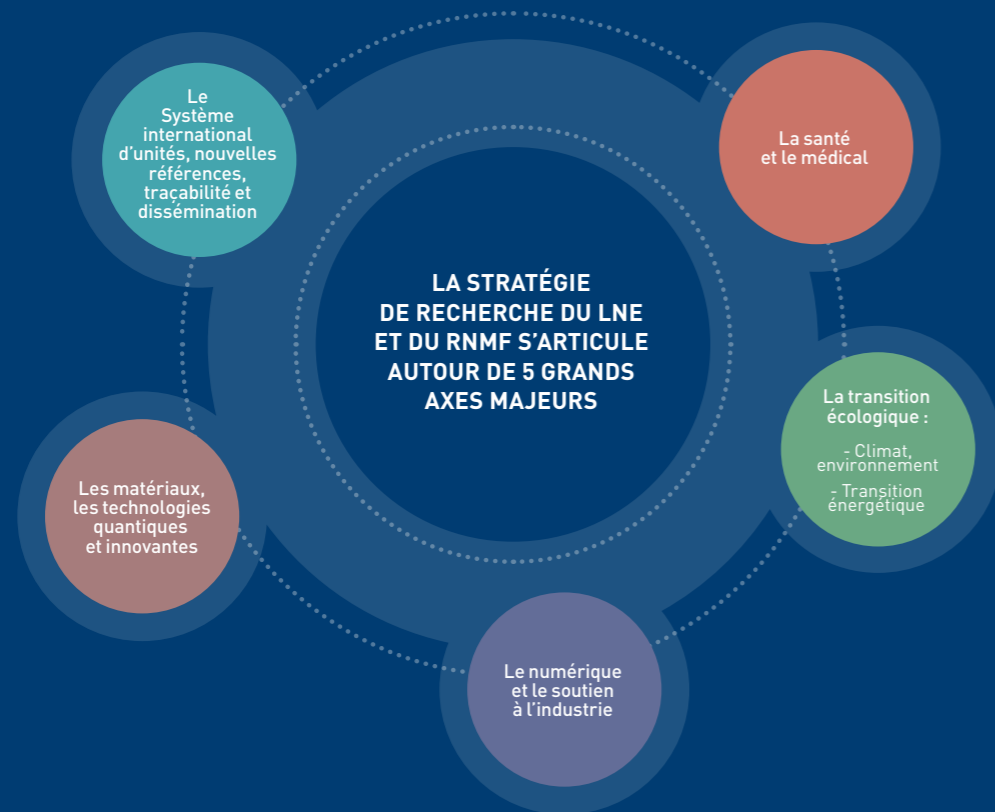 Le
Système
international
d'unités, nouvelles
références,
traçabilité et
dissémination
La santé
et le médical
LA STRATÉGIE
DE RECHERCHE DU LNE
ET DU RNMF S'ARTICULE
AUTOUR DE 5 GRANDS
AXES MAJEURS
La transition
écologique :
- Climat,
environnement
- Transition
énergétique
Les matériaux,
les technologies
quantiques
et innovantes
Le numérique
et le soutien
à l'industrie